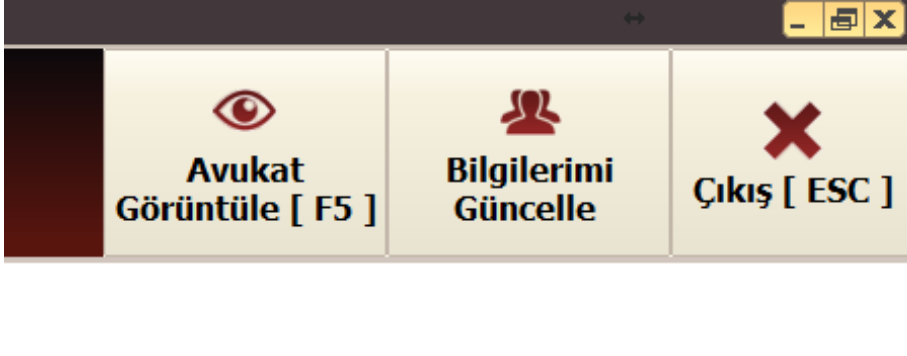 Avukat
Görüntüle [ F5 ]
Bilgilerimi
Güncelle
Çıkış [ ESC ]